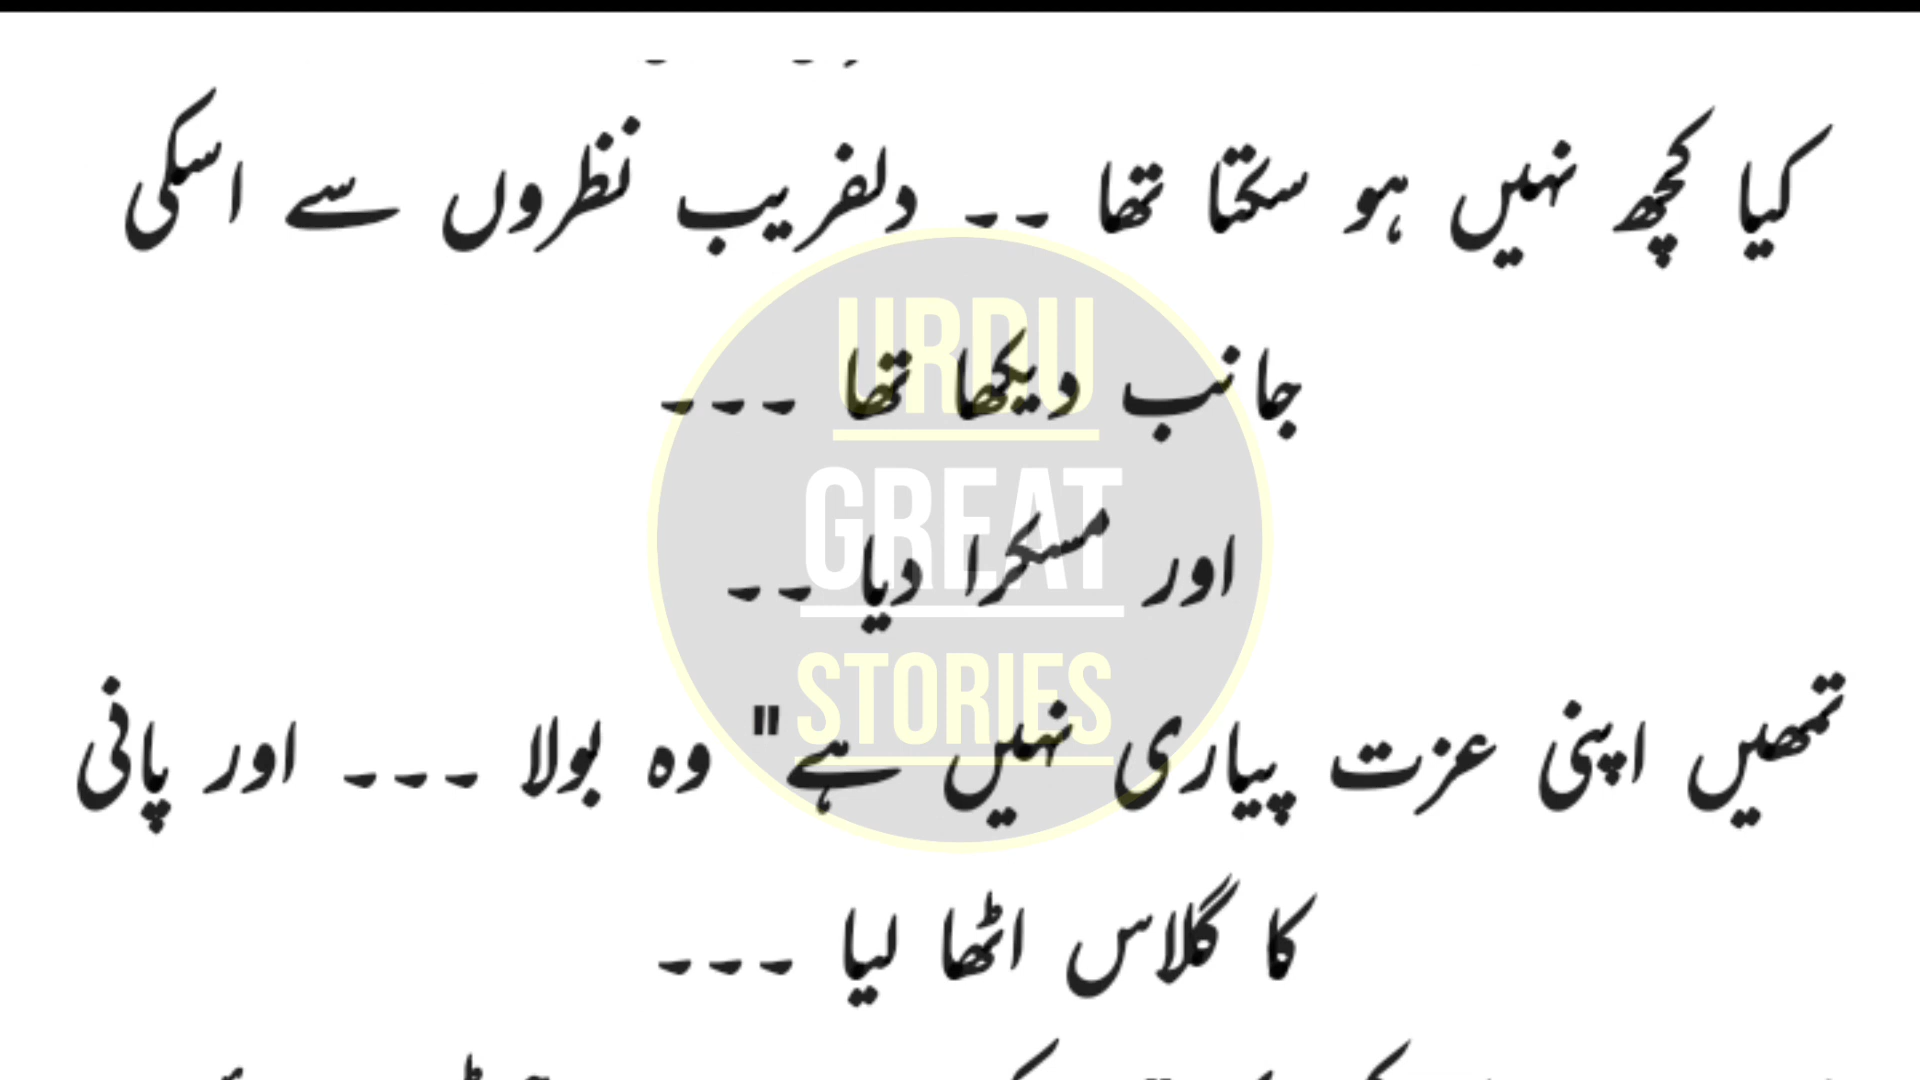 کیا کچھ نہیں ہو سکتا تھا ۔۔ دلفریب نظروں سے اسکی
جانب دیکھا تھا ۔۔۔
اور مسکرا دیا ۔۔
تمھیں اپنی عزت پیاری نہیں ہے" وہ بولا ۔۔۔ اور پانی
کا گلاس اٹھا لیا ۔۔۔
URDU
GREAT
STORIES